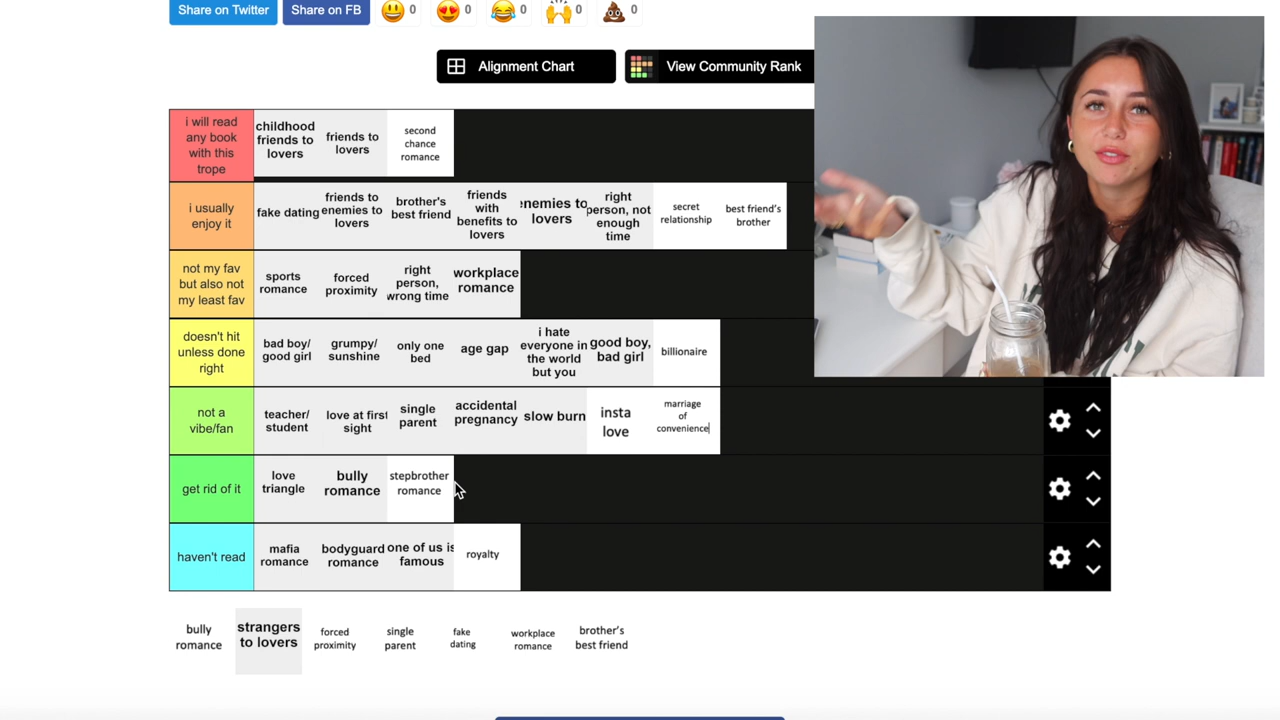 Share on Twitter
Share on FB
0
0
0
0
0
Alignment Chart
View Community Rank
i will read
any book
with this
trope
childhood
friends to
lovers
friends to
lovers
second
chance
romance
i usually
enjoy it
fake dating
friends to
enemies to
lovers
brother's
best friend
friends
with
benefits to
lovers
enemies to
lovers
right
person, not
enough
time
secret
relationship
best friend's
brother
not my fav
but also not
my least fav
sports
romance
forced
proximity
right
person,
wrong time
workplace
romance
doesn't hit
unless done
right
bad boy/
good girl
grumpy/
sunshine
only one
bed
age gap
i hate
everyone in
the world
but you
good boy,
bad girl
billionaire
not a
vibe/fan
teacher/
student
love at first
sight
single
parent
accidental
pregnancy
slow burn
insta
love
marriage
of
convenience
get rid of it
love
triangle
bully
romance
stepbrother
romance
haven't read
mafia
romance
bodyguard
romance
one of us is
famous
royalty
bully
romance
strangers
to lovers
forced
proximity
single
parent
fake
dating
workplace
romance
brother's
best friend